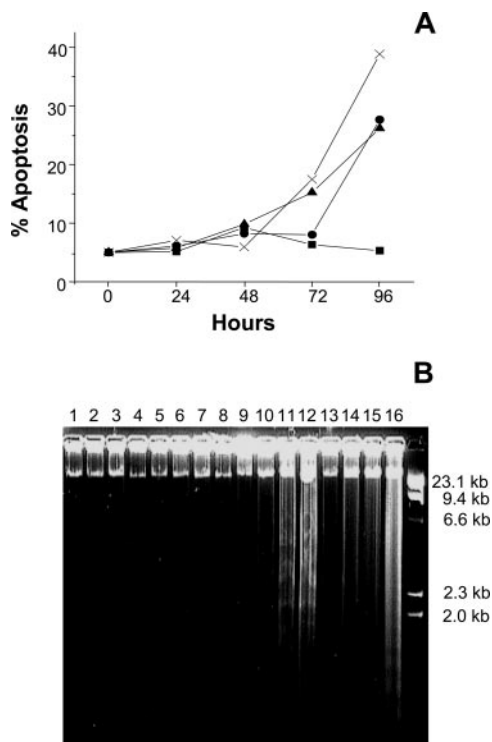 A
40
30
20
10
0
% Apoptosis
0 24 48 72 96
Hours
B
1 2 3 4 5 6 7 8 9 10 11 12 13 14 15 16
23.1 kb
9.4 kb
6.6 kb
2.3 kb
2.0 kb